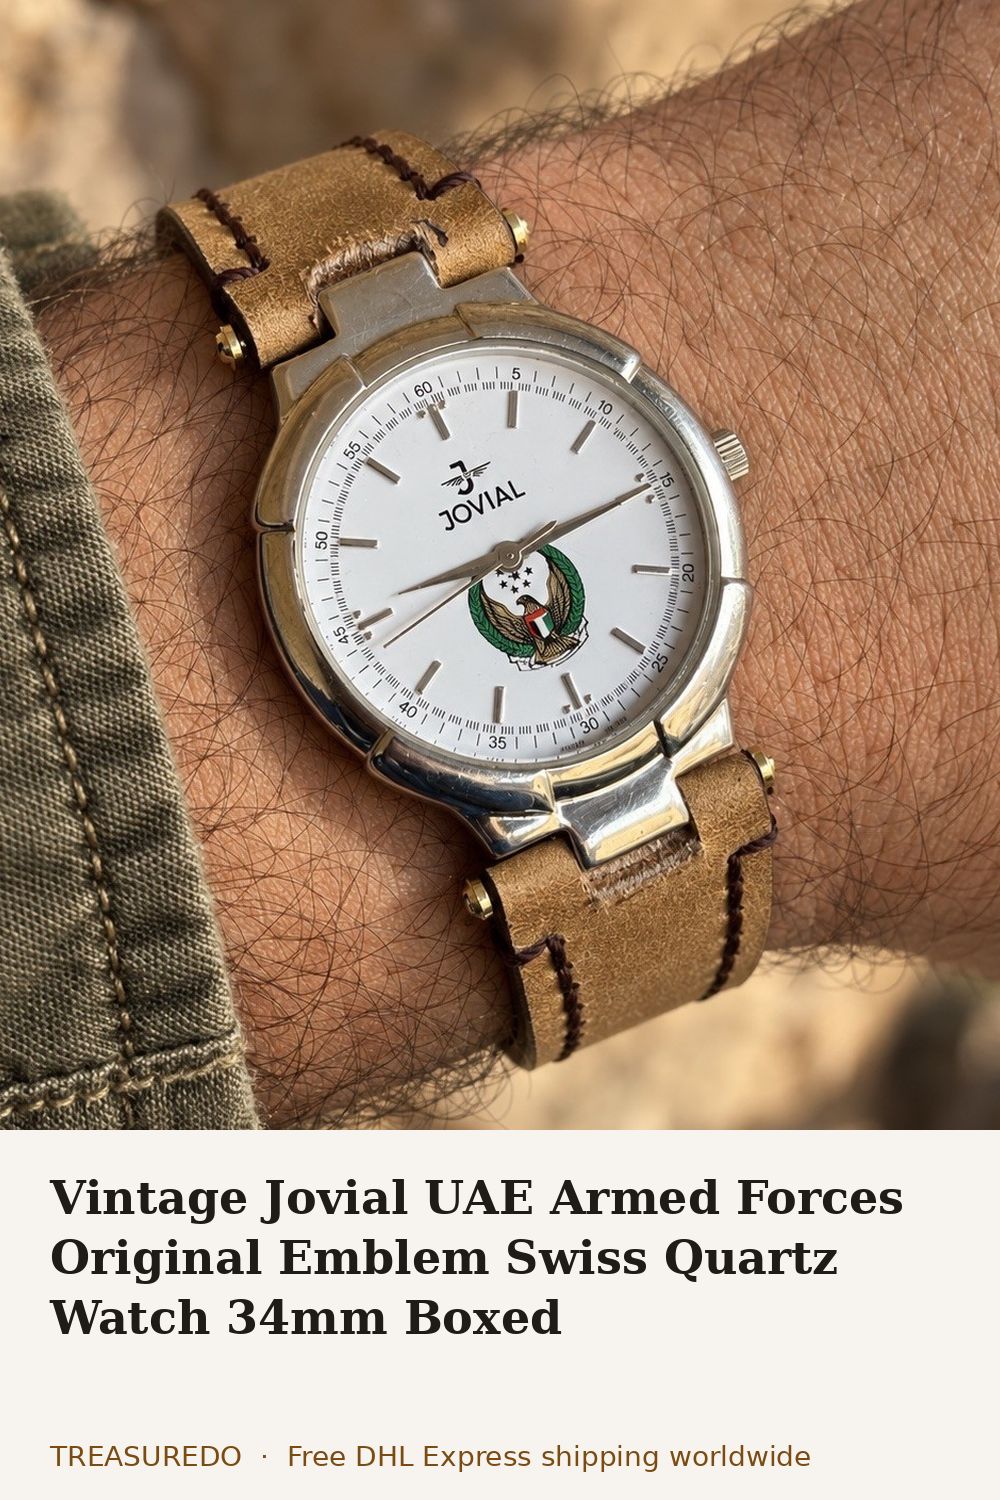 60
5
10
15
20
25
30
35
40
45
50
55
J
JOVIAL
Vintage Jovial UAE Armed Forces
Original Emblem Swiss Quartz
Watch 34mm Boxed
TREASUREDO · Free DHL Express shipping worldwide